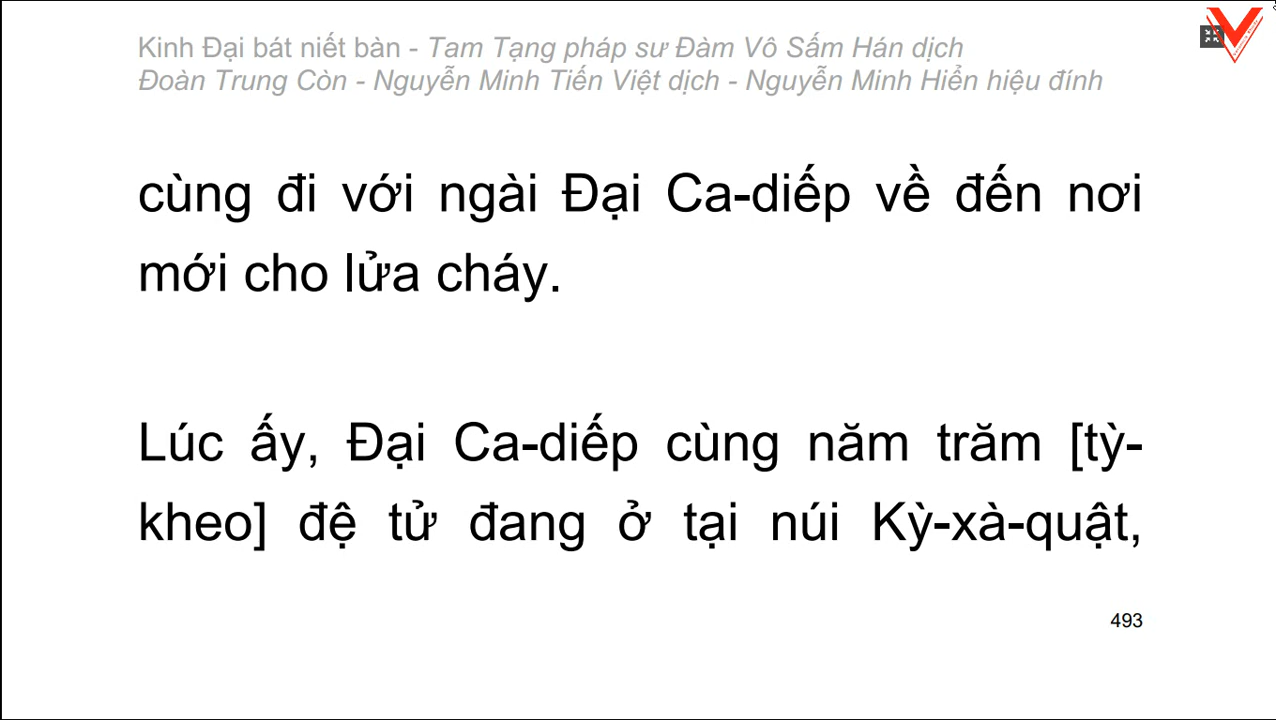 Kinh Đại bát niết bàn - Tam Tạng pháp sư Đàm Vô Sấm Hán dịch
Đoàn Trung Còn - Nguyễn Minh Tiến Việt dịch - Nguyễn Minh Hiển hiệu đính
cùng đi với ngài Đại Ca-diếp về đến nơi
mới cho lửa cháy.
Lúc ấy, Đại Ca-diếp cùng năm trăm [tỳ-
kheo] đệ tử đang ở tại núi Kỳ-xà-quật,
493